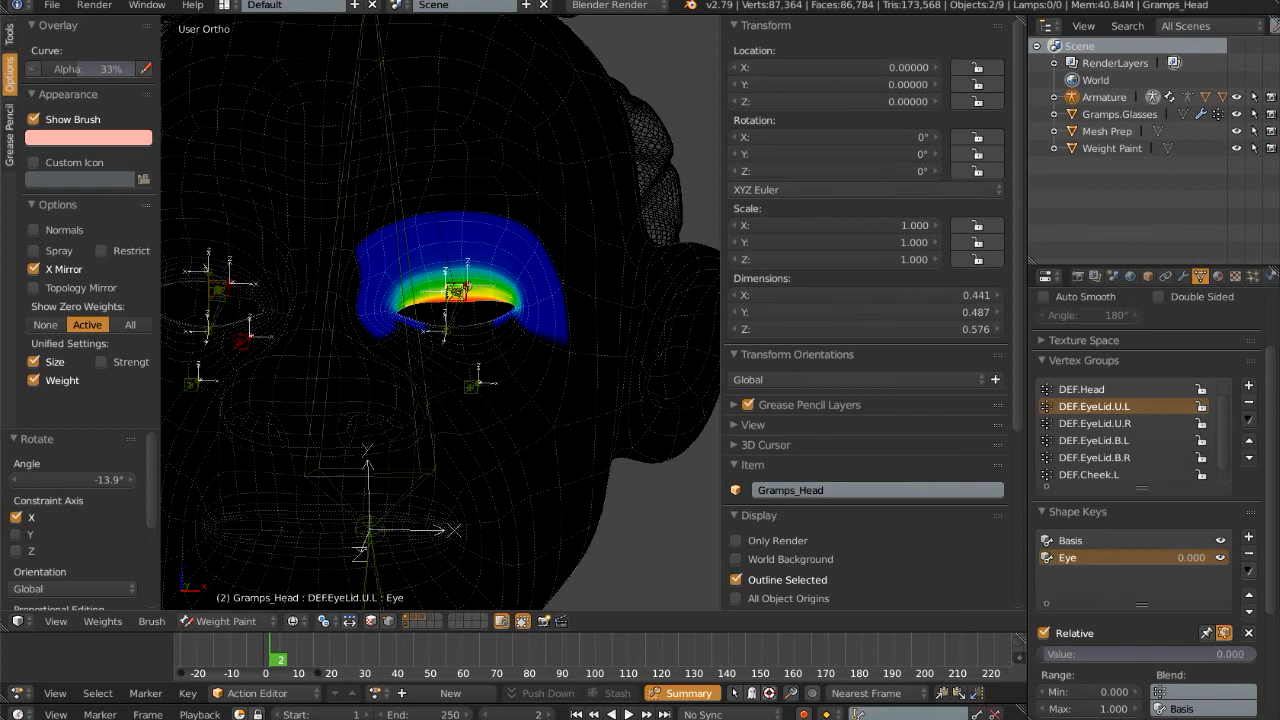 File Render Window Help Default Scene Blender Render v2.79 | Verts:87,364 | Faces:86,784 | Tris:173,568 | Objects:2/9 | Lamps:0/0 | Mem:40.84M | Gramps_Head
Tools
Options
Grease Pencil
Overlay
Curve:
Alpha: 33%
Appearance
Show Brush
Custom Icon
Options
Normals
Spray Restrict
X Mirror
Topology Mirror
Show Zero Weights:
None Active All
Unified Settings:
Size Strengt
Weight
Rotate
Angle
-13.9°
Constraint Axis
X
Y
Z
Orientation
Global
User Ortho
(2) Gramps_Head : DEF.EyeLid.U.L : Eye
Transform
Location:
X: 0.00000
Y: 0.00000
Z: 0.00000
Rotation:
X: 0°
Y: 0°
Z: 0°
XYZ Euler
Scale:
X: 1.000
Y: 1.000
Z: 1.000
Dimensions:
X: 0.441
Y: 0.487
Z: 0.576
Transform Orientations
Global
Grease Pencil Layers
View
3D Cursor
Item
Gramps_Head
Display
Only Render
World Background
Outline Selected
All Object Origins
View Search All Scenes
Scene
RenderLayers
World
Armature
Gramps.Glasses
Mesh Prep
Weight Paint
Auto Smooth Double Sided
Angle: 180°
Texture Space
Vertex Groups
DEF.Head
DEF.EyeLid.U.L
DEF.EyeLid.U.R
DEF.EyeLid.B.L
DEF.EyeLid.B.R
DEF.Cheek.L
Shape Keys
Basis
Eye 0.000
Relative
Value: 0.000
Range: Blend:
Min: 0.000
Max: 1.000 Basis
View Weights Brush Weight Paint
2
-20 -10 0 10 20 30 40 50 60 70 80 90 100 110 120 130 140 150 160 170 180 190 200 210 220
View Select Marker Key Action Editor New Push Down Stash Summary Nearest Frame
View Marker Frame Playback Start: 1 End: 250 2 No Sync